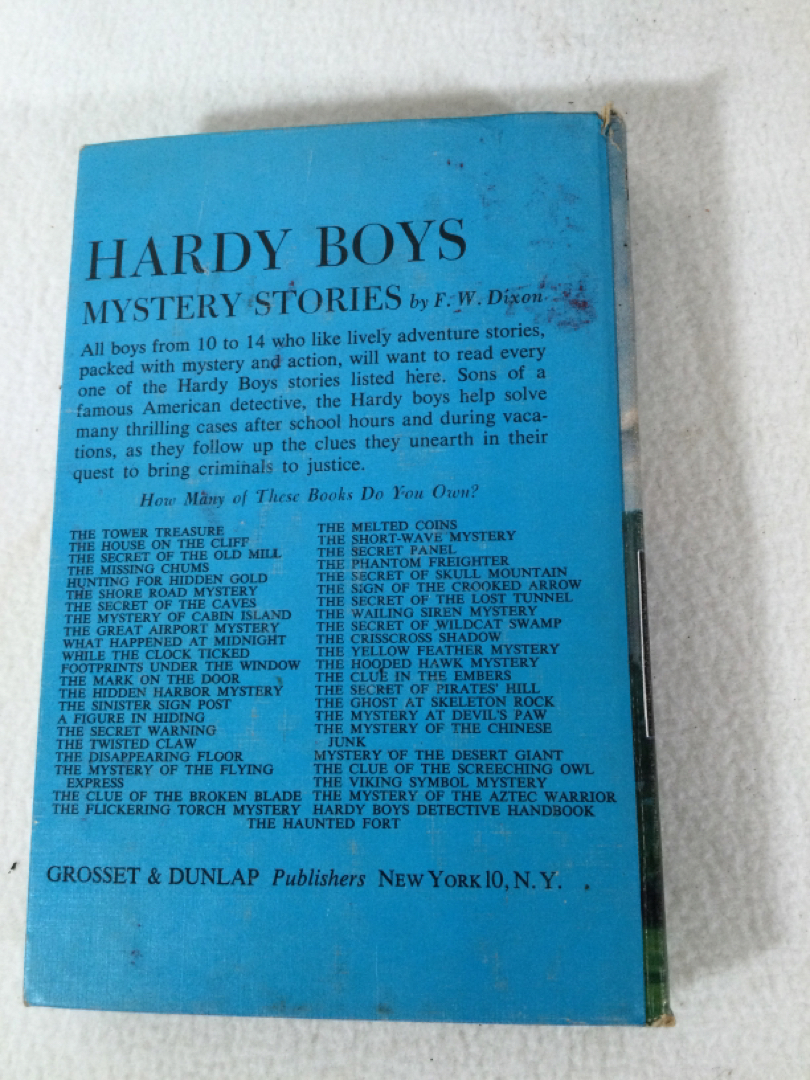 HARDY BOYS
MYSTERY STORIES by F. W. Dixon
All boys from 10 to 14 who like lively adventure stories,
packed with mystery and action, will want to read every
one of the Hardy Boys stories listed here. Sons of a
famous American detective, the Hardy boys help solve
many thrilling cases after school hours and during vaca-
tions, as they follow up the clues they unearth in their
quest to bring criminals to justice.
How Many of These Books Do You Own?
THE TOWER TREASURE
THE HOUSE ON THE CLIFF
THE SECRET OF THE OLD MILL
THE MISSING CHUMS
HUNTING FOR HIDDEN GOLD
THE SHORE ROAD MYSTERY
THE SECRET OF THE CAVES
THE MYSTERY OF CABIN ISLAND
THE GREAT AIRPORT MYSTERY
WHAT HAPPENED AT MIDNIGHT
WHILE THE CLOCK TICKED
FOOTPRINTS UNDER THE WINDOW
THE MARK ON THE DOOR
THE HIDDEN HARBOR MYSTERY
THE SINISTER SIGN POST
A FIGURE IN HIDING
THE SECRET WARNING
THE TWISTED CLAW
THE DISAPPEARING FLOOR
THE MYSTERY OF THE FLYING
EXPRESS
THE CLUE OF THE BROKEN BLADE
THE FLICKERING TORCH MYSTERY
THE MELTED COINS
THE SHORT-WAVE MYSTERY
THE SECRET PANEL
THE PHANTOM FREIGHTER
THE SECRET OF SKULL MOUNTAIN
THE SIGN OF THE CROOKED ARROW
THE SECRET OF THE LOST TUNNEL
THE WAILING SIREN MYSTERY
THE SECRET OF WILDCAT SWAMP
THE CRISSCROSS SHADOW
THE YELLOW FEATHER MYSTERY
THE HOODED HAWK MYSTERY
THE CLUE IN THE EMBERS
THE SECRET OF PIRATES' HILL
THE GHOST AT SKELETON ROCK
THE MYSTERY AT DEVIL'S PAW
THE MYSTERY OF THE CHINESE
JUNK
MYSTERY OF THE DESERT GIANT
THE CLUE OF THE SCREECHING OWL
THE VIKING SYMBOL MYSTERY
THE MYSTERY OF THE AZTEC WARRIOR
HARDY BOYS DETECTIVE HANDBOOK
THE HAUNTED FORT
GROSSET & DUNLAP Publishers NEW YORK 10, N. Y.